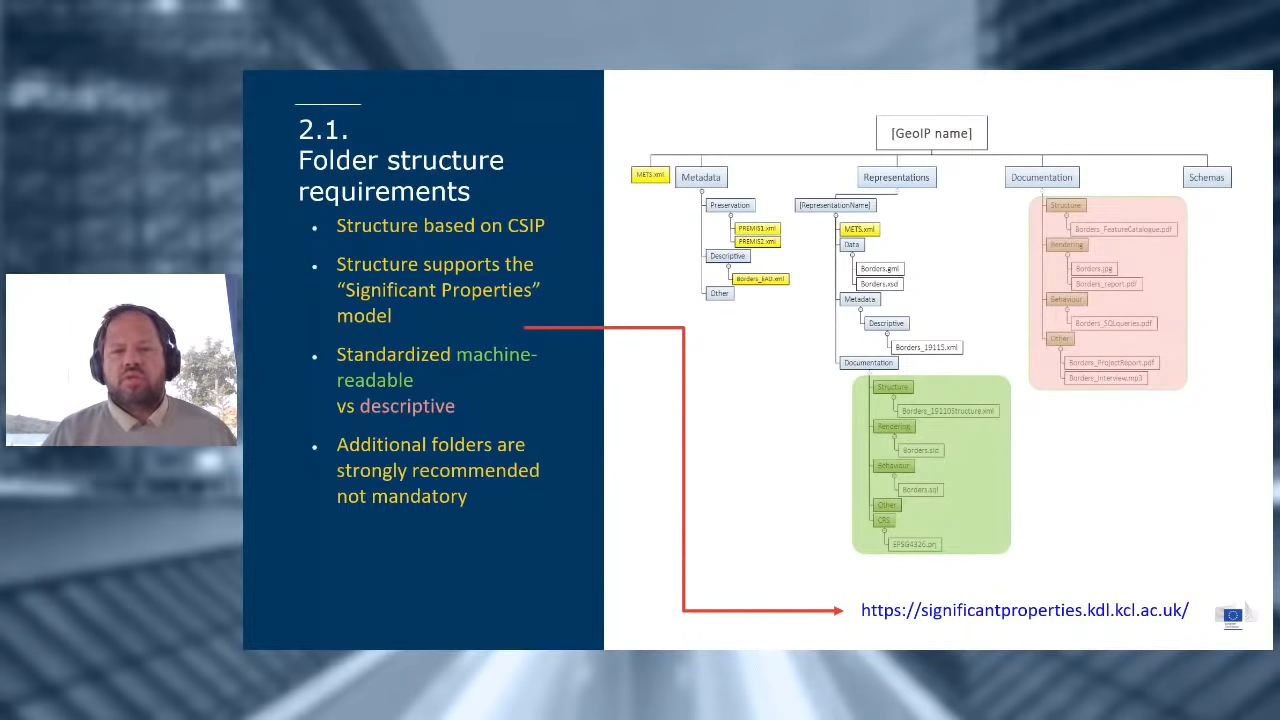 2.1.
Folder structure
requirements
• Structure based on CSIP
• Structure supports the
“Significant Properties”
model
• Standardized machine-
readable
vs descriptive
• Additional folders are
strongly recommended
not mandatory
[GeoIP name]
METS.xml
Metadata
Preservation
PREMIS1.xml
PREMIS2.xml
Descriptive
Borders_EAD.xml
Other
Representations
[RepresentationName]
METS.xml
Data
Borders.gml
Borders.xsd
Metadata
Descriptive
Borders_19115.xml
Documentation
Structure
Borders_19110Structure.xml
Rendering
Borders.sld
Behaviour
Borders.sql
Other
CRS
EPSG4326.prj
Documentation
Structure
Borders_FeatureCatalogue.pdf
Rendering
Borders.jpg
Borders_report.pdf
Behaviour
Borders_SQLqueries.pdf
Other
Borders_ProjectReport.pdf
Borders_Interview.mp3
Schemas
https://significantproperties.kdl.kcl.ac.uk/